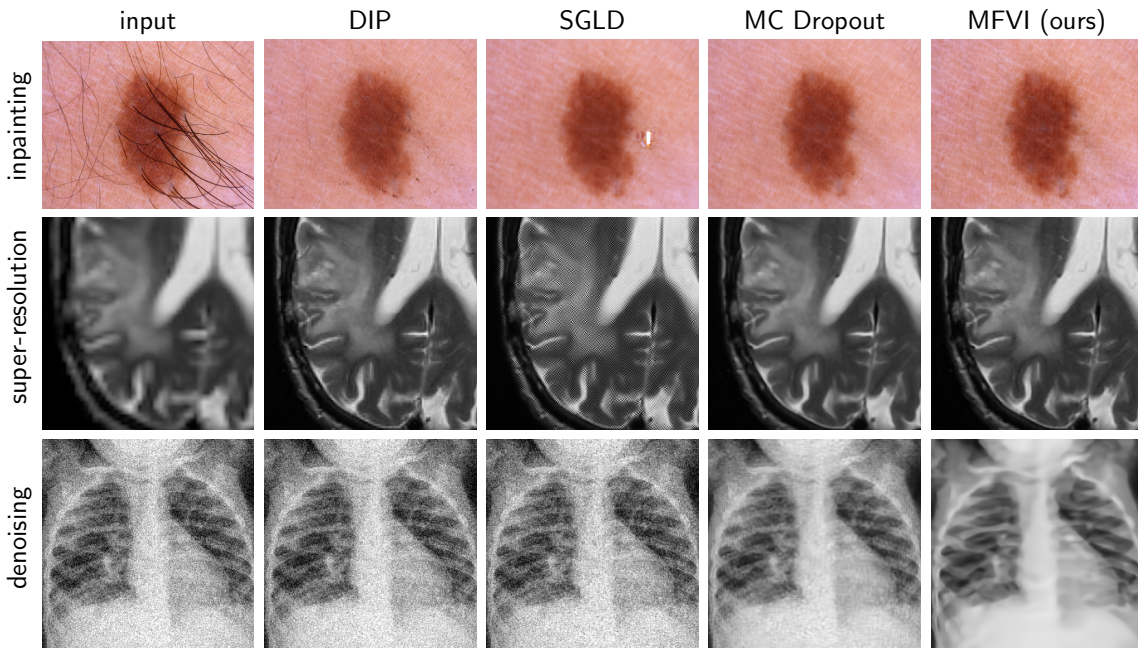 input DIP SGLD MC Dropout MFVI (ours)
inpainting
super-resolution
denoising